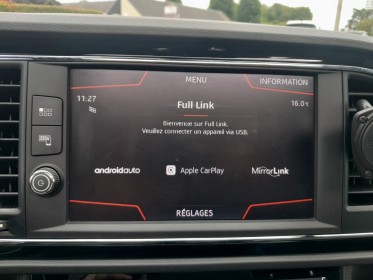 MENU
INFORMATION
11:27
Full Link
16.0
Bienvenue sur Full Link.
Veuillez connecter un appareil via USB.
androidauto
Apple CarPlay
MirrorLink
RÉGLAGES